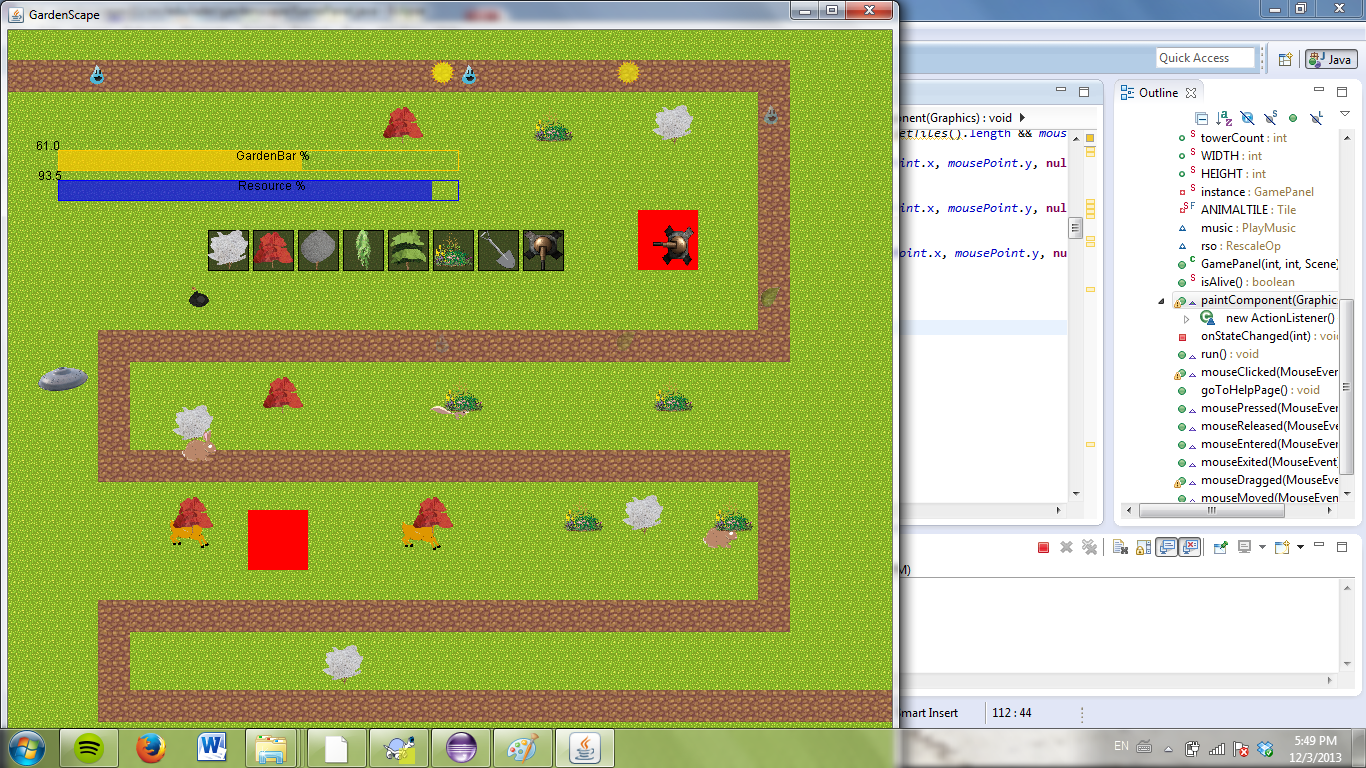 GardenScape
61.0
GardenBar %
93.5
Resource %
Quick Access
Java
nent(Graphics) : void
etTiles().length && mous
oint.x, mousePoint.y, nul
oint.x, mousePoint.y, nul
oint.x, mousePoint.y, nu
M)
Outline
towerCount : int
WIDTH : int
HEIGHT : int
instance : GamePanel
ANIMALTILE : Tile
music : PlayMusic
rso : RescaleOp
GamePanel(int, int, Scene)
isAlive() : boolean
paintComponent(Graphic
new ActionListener()
onStateChanged(int) : voi
run() : void
mouseClicked(MouseEver
goToHelpPage() : void
mousePressed(MouseEver
mouseReleased(MouseEve
mouseEntered(MouseEve
mouseExited(MouseEvent)
mouseDragged(MouseEve
mouseMoved(MouseEven
mart Insert
112 : 44
EN
5:49 PM
12/3/2013